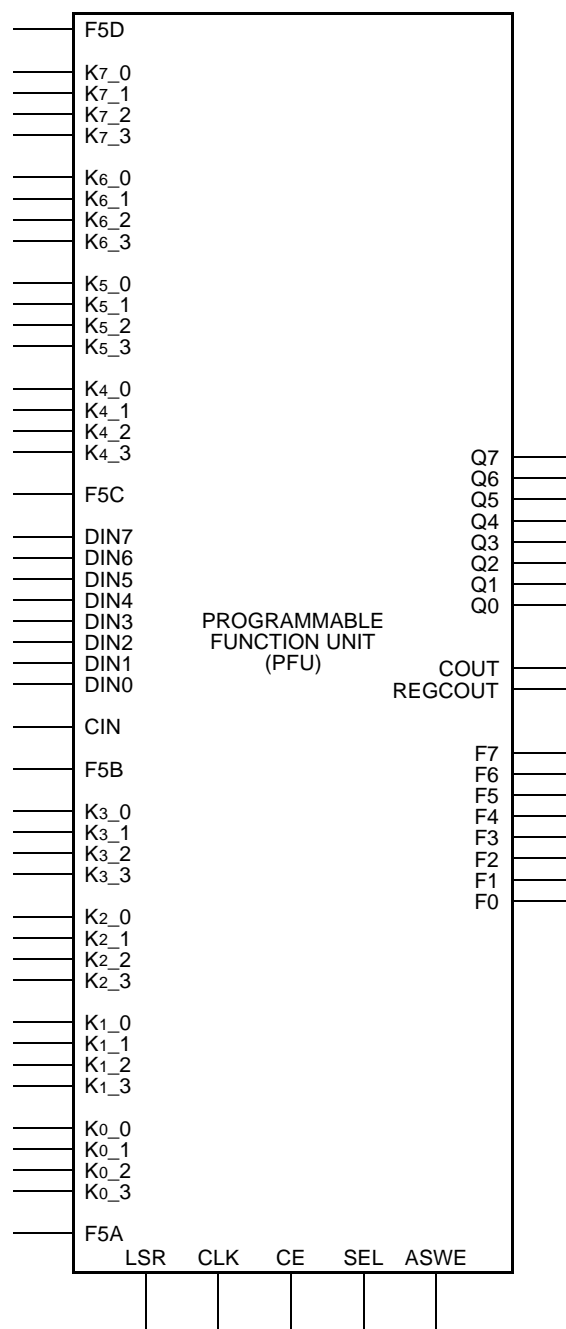 F5D
K7_0
K7_1
K7_2
K7_3
K6_0
K6_1
K6_2
K6_3
K5_0
K5_1
K5_2
K5_3
K4_0
K4_1
K4_2
K4_3
F5C
DIN7
DIN6
DIN5
DIN4
DIN3
DIN2
DIN1
DIN0
CIN
F5B
K3_0
K3_1
K3_2
K3_3
K2_0
K2_1
K2_2
K2_3
K1_0
K1_1
K1_2
K1_3
K0_0
K0_1
K0_2
K0_3
F5A
PROGRAMMABLE
FUNCTION UNIT
(PFU)
Q7
Q6
Q5
Q4
Q3
Q2
Q1
Q0
COUT
REGCOUT
F7
F6
F5
F4
F3
F2
F1
F0
LSR CLK CE SEL ASWE